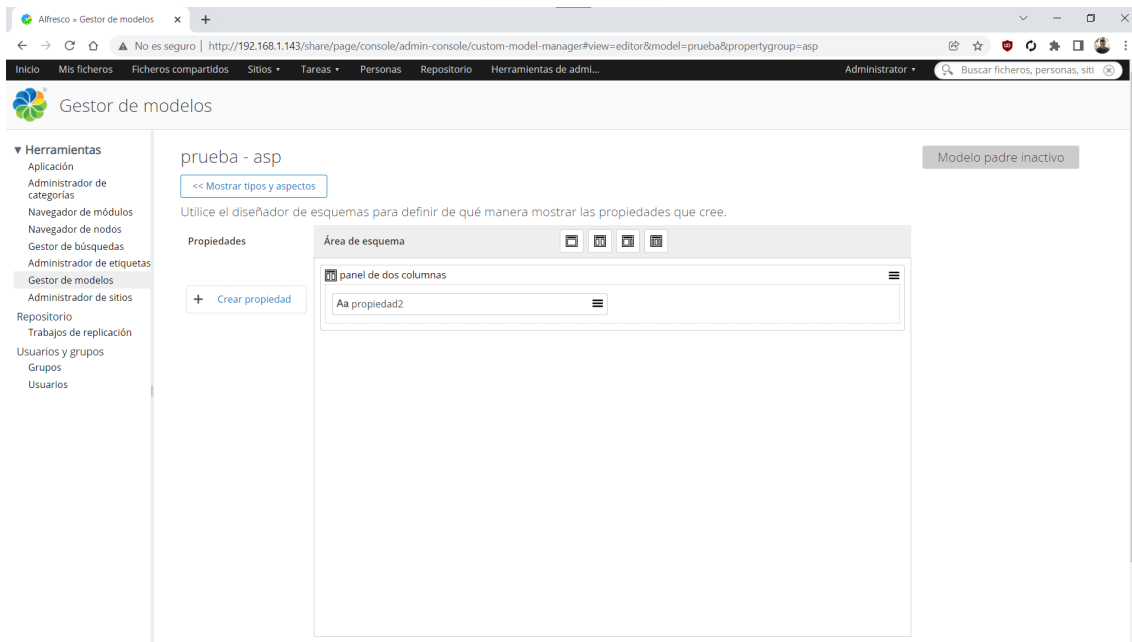 Alfresco » Gestor de modelos
No es seguro | http://192.168.1.143/share/page/console/admin-console/custom-model-manager#view=editor&model=prueba&propertygroup=asp
Inicio Mis ficheros Ficheros compartidos Sitios Tareas Personas Repositorio Herramientas de admi... Administrator Buscar ficheros, personas, siti
Gestor de modelos
Herramientas
Aplicación
Administrador de
categorías
Navegador de módulos
Navegador de nodos
Gestor de búsquedas
Administrador de etiquetas
Gestor de modelos
Administrador de sitios
Repositorio
Trabajos de replicación
Usuarios y grupos
Grupos
Usuarios
prueba - asp
Modelo padre inactivo
<< Mostrar tipos y aspectos
Utilice el diseñador de esquemas para definir de qué manera mostrar las propiedades que cree.
Propiedades
Área de esquema
panel de dos columnas
+ Crear propiedad
Aa propiedad2